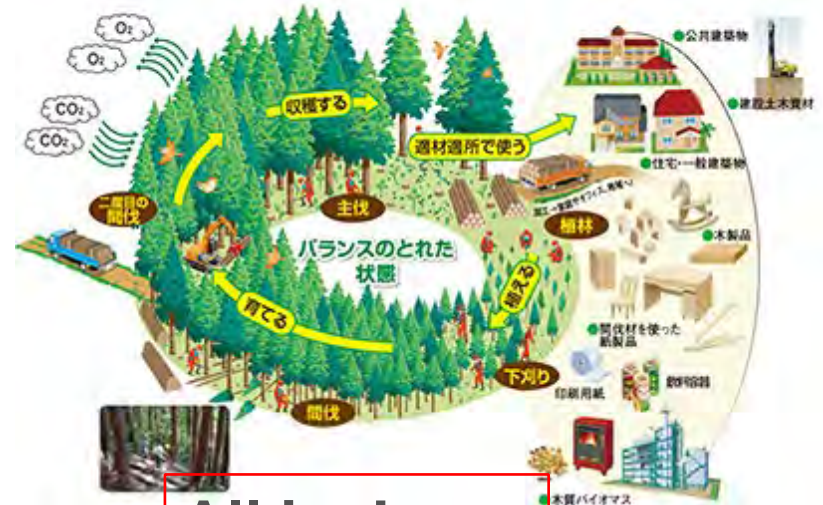 O₂
O₂
CO₂
CO₂
収穫する
適材適所で使う
二度目の
間伐
主伐
バランスのとれた
状態
植林
植える
育てる
下刈り
間伐
●公共建築物
●建設土木資材
●住宅・一般建築物
●木製品
●間伐材を使った
紙製品
印刷用紙
飲料容器
●木質バイオマス